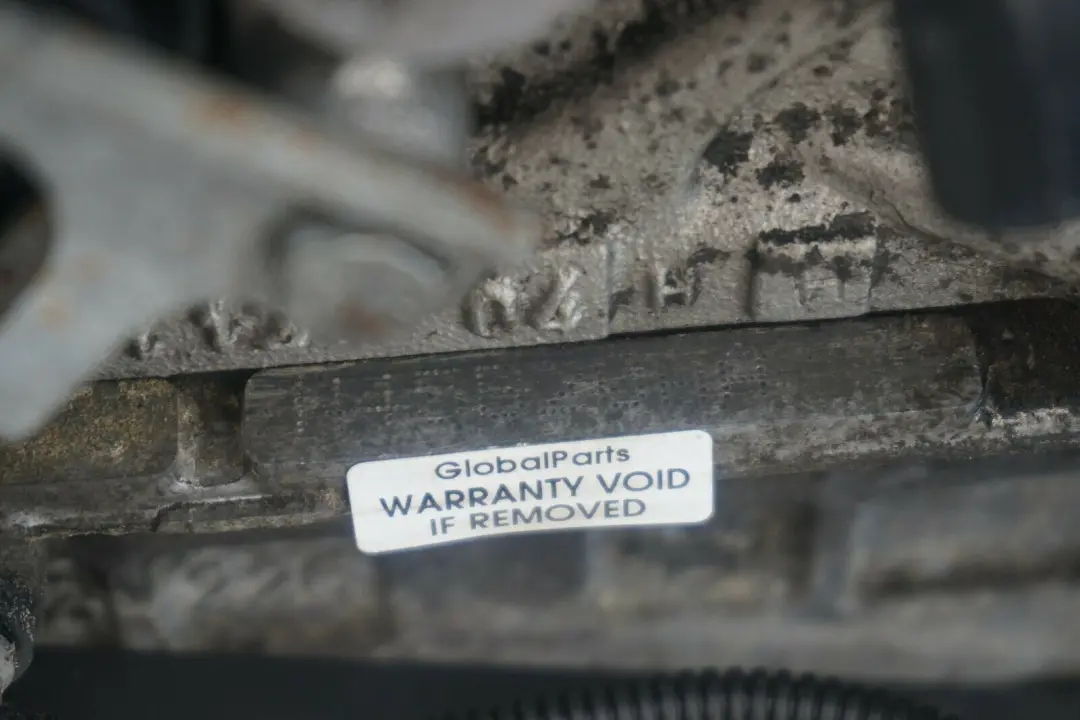 GlobalParts
WARRANTY VOID
IF REMOVED